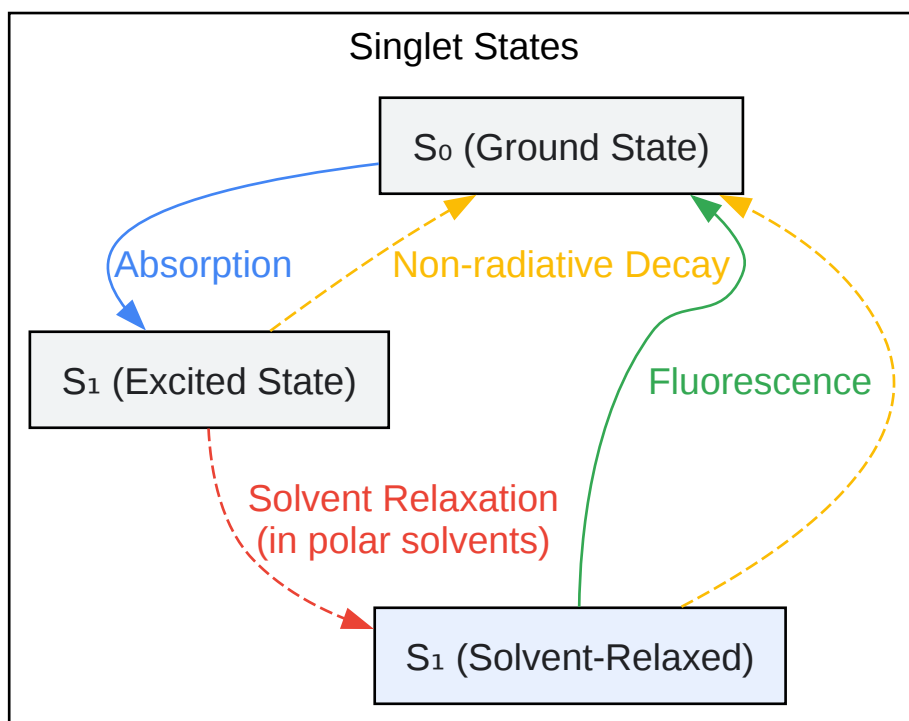 Singlet States
S₀ (Ground State)
Absorption
Non-radiative Decay
S₁ (Excited State)
Fluorescence
Solvent Relaxation
(in polar solvents)
S₁ (Solvent-Relaxed)